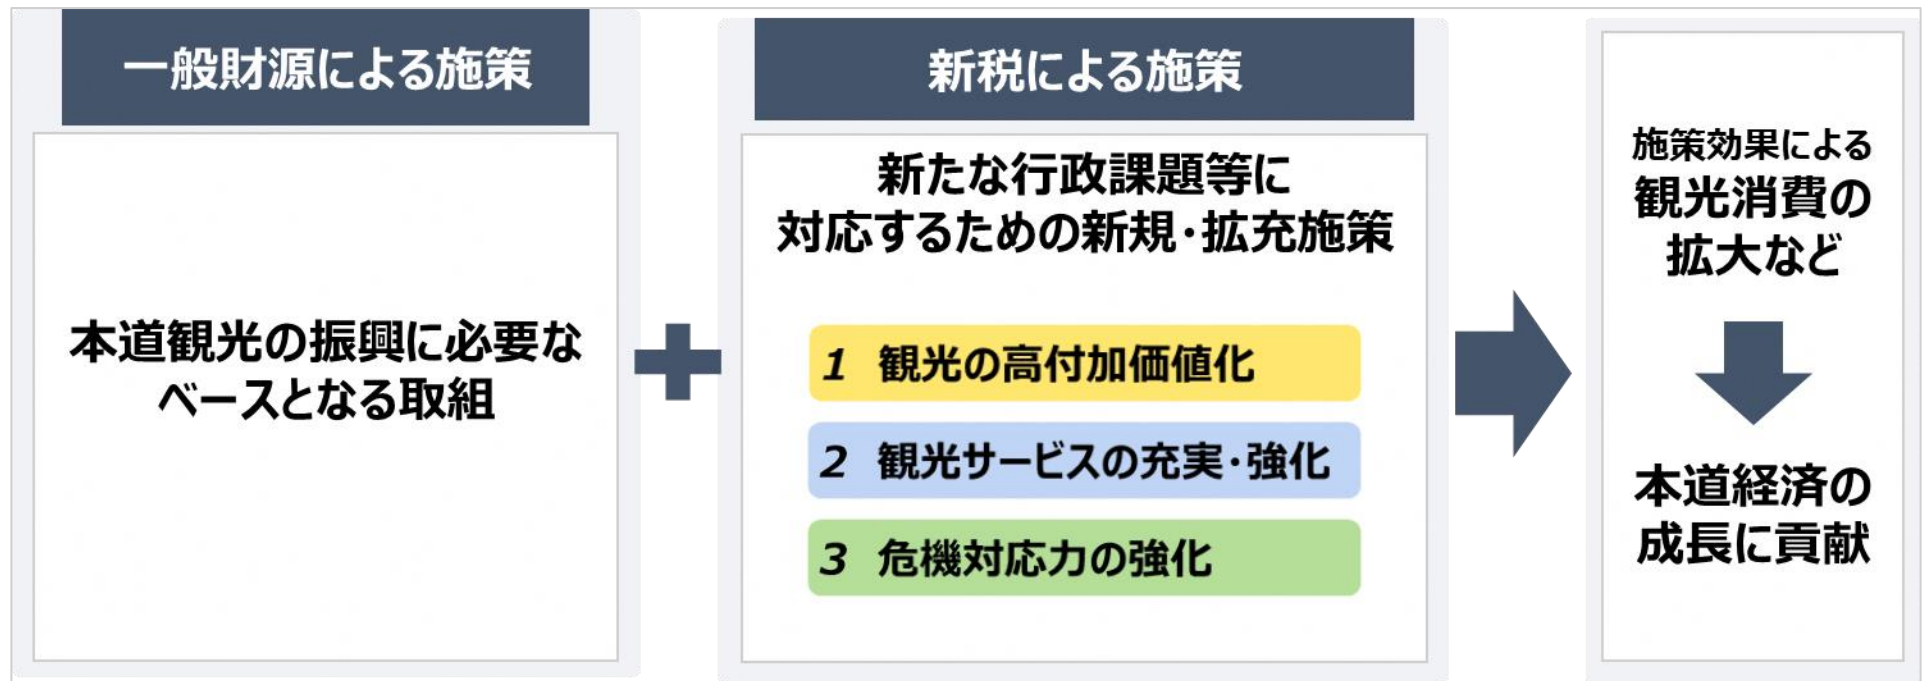 一般財源による施策
本道観光の振興に必要な
ベースとなる取組
新税による施策
新たな行政課題等に
対応するための新規・拡充施策
1 観光の高付加価値化
2 観光サービスの充実・強化
3 危機対応力の強化
施策効果による
観光消費の
拡大など
本道経済の
成長に貢献